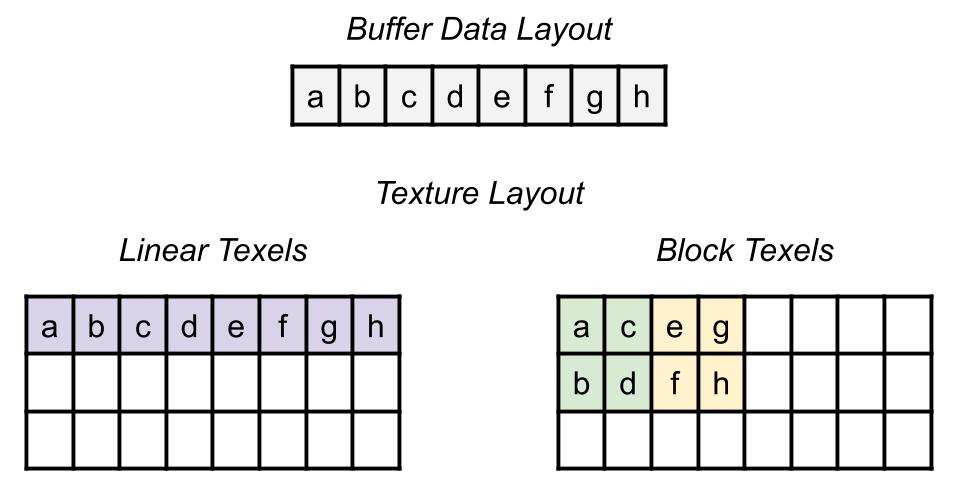 Buffer Data Layout
a b c d e f g h
Texture Layout
Linear Texels
a b c d e f g h
Block Texels
a c e g
b d f h